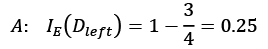 A: I_E(D_left) = 1 − 3/4 = 0.25